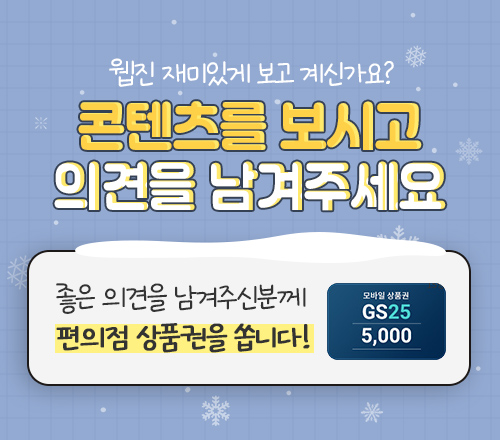 웹진 재미있게 보고 계신가요?
콘텐츠를 보시고
의견을 남겨주세요
좋은 의견을 남겨주신분께
편의점 상품권을 쏩니다!
모바일 상품권
GS25
5,000